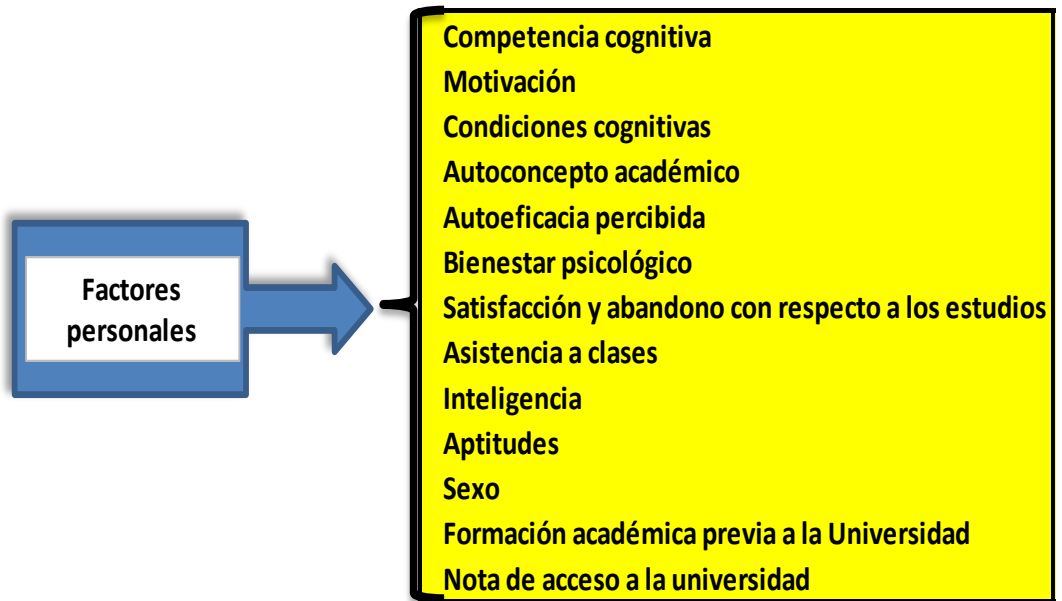 Factores
personales
Competencia cognitiva
Motivación
Condiciones cognitivas
Autoconcepto académico
Autoeficacia percibida
Bienestar psicológico
Satisfacción y abandono con respecto a los estudios
Asistencia a clases
Inteligencia
Aptitudes
Sexo
Formación académica previa a la Universidad
Nota de acceso a la universidad